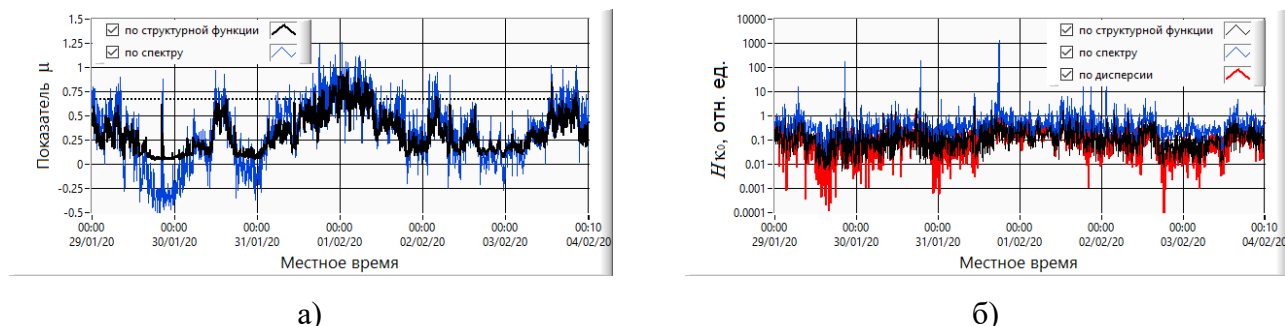 1.5
1.25
1
0.75
0.5
0.25
0
-0.25
-0.5
Показатель μ
по структурной функции
по спектру
00:00 00:00 00:00 00:00 00:00 00:00 00:10
29/01/20 30/01/20 31/01/20 01/02/20 02/02/20 03/02/20 04/02/20
Местное время
а)
10000
1000
100
10
1
0.1
0.01
0.001
0.0001
Hκ₀, отн. ед.
по структурной функции
по спектру
по дисперсии
00:00 00:00 00:00 00:00 00:00 00:00 00:10
29/01/20 30/01/20 31/01/20 01/02/20 02/02/20 03/02/20 04/02/20
Местное время
б)